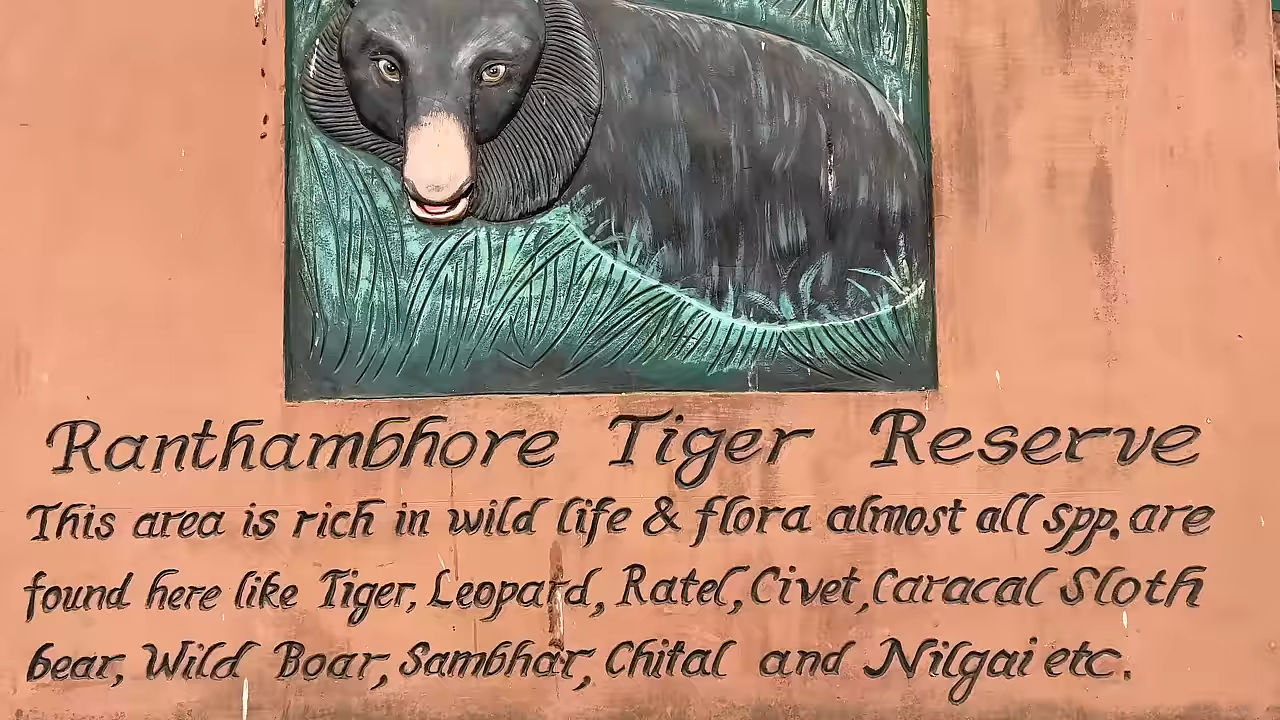 Ranthambhore Tiger Reserve
This area is rich in wild life & flora almost all spp. are
found here like Tiger, Leopard, Ratel, Civet, Caracal Sloth
bear, Wild Boar, Sambhar, Chital and Nilgai etc.